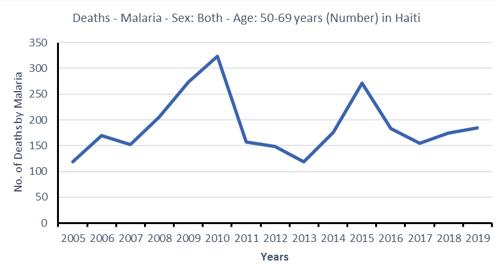 Deaths - Malaria - Sex: Both - Age: 50-69 years (Number) in Haiti
No. of Deaths by Malaria
350
300
250
200
150
100
50
0
2005 2006 2007 2008 2009 2010 2011 2012 2013 2014 2015 2016 2017 2018 2019
Years